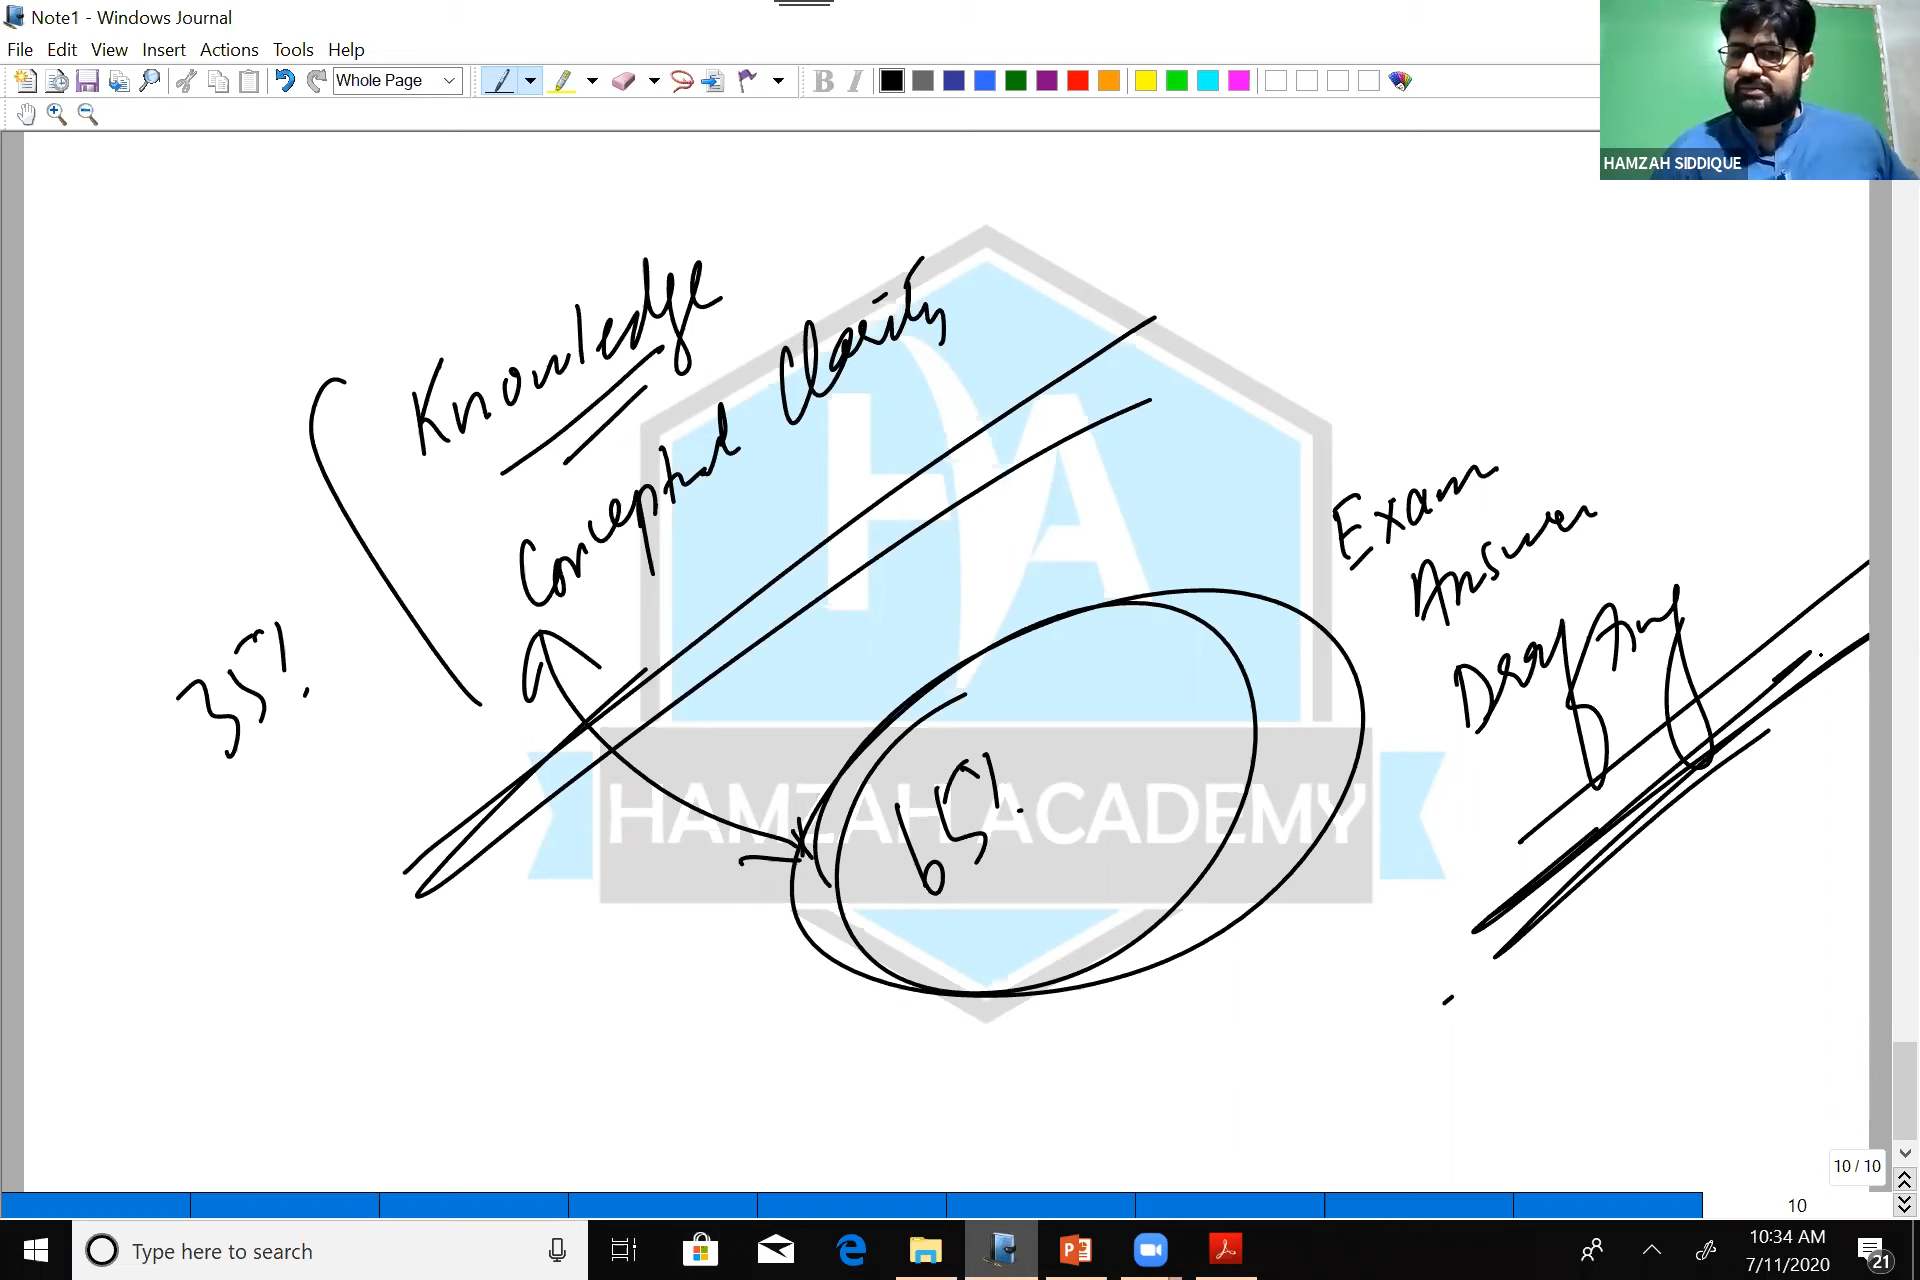 Note1 - Windows Journal
File Edit View Insert Actions Tools Help
Whole Page
B I
HAMZAH SIDDIQUE
Knowledge
Conceptual Clarity
35%
65%
Exam
Answer
Drafting
HA
HAMZAH ACADEMY
10 / 10
10
Type here to search
10:34 AM
7/11/2020
21